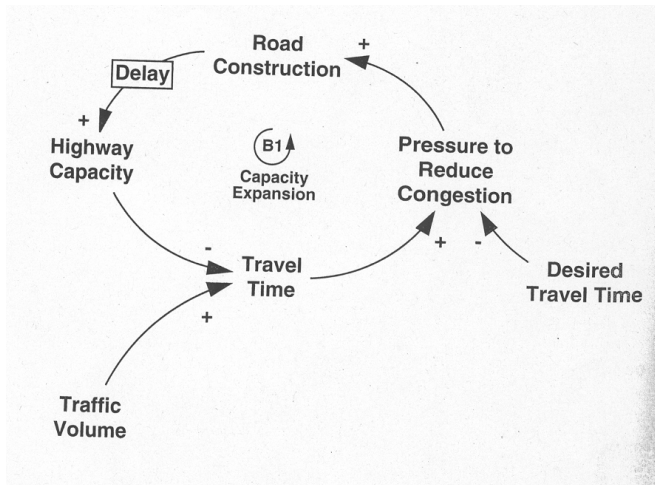 Road
Construction
+
Delay
+
Highway
Capacity
B1
Capacity
Expansion
Pressure to
Reduce
Congestion
-
+
-
Travel
Time
Desired
Travel Time
+
Traffic
Volume